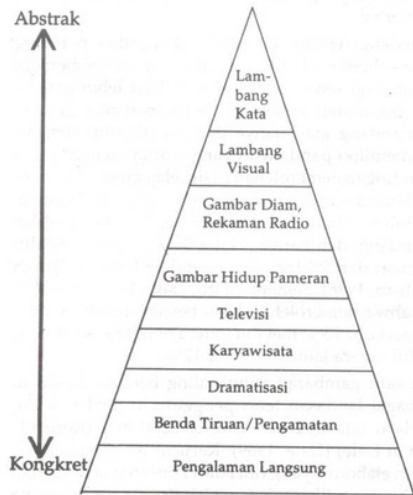 Abstrak
Lam-
bang
Kata
Lambang
Visual
Gambar Diam,
Rekaman Radio
Gambar Hidup Pameran
Televisi
Karyawisata
Dramatisasi
Benda Tiruan/Pengamatan
Pengalaman Langsung
Kongkret